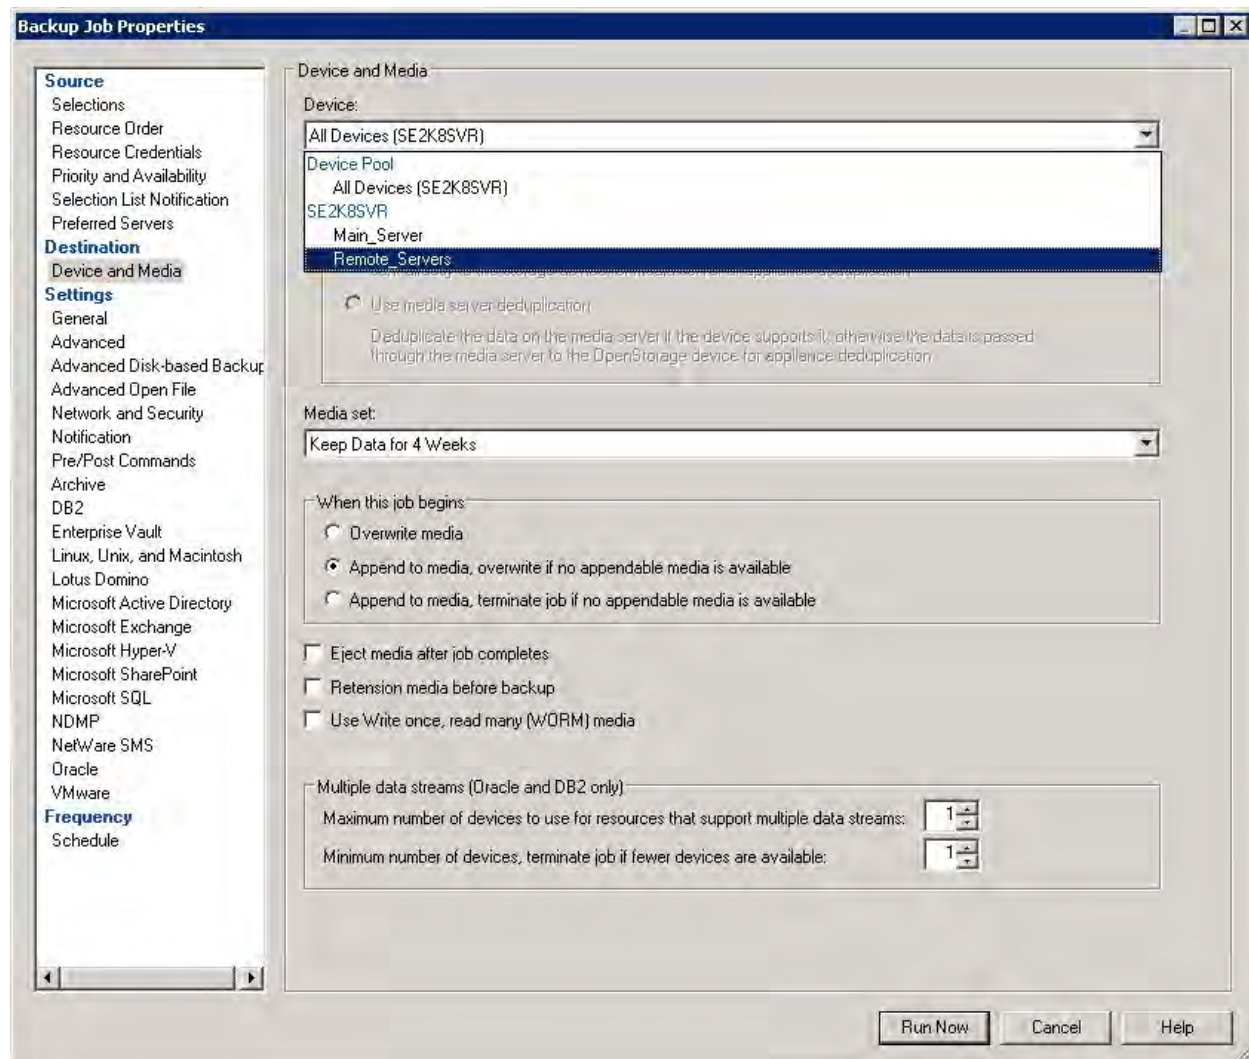 Backup Job Properties
Source
Selections
Resource Order
Resource Credentials
Priority and Availability
Selection List Notification
Preferred Servers
Destination
Device and Media
Settings
General
Advanced
Advanced Disk-based Backup
Advanced Open File
Network and Security
Notification
Pre/Post Commands
Archive
DB2
Enterprise Vault
Linux, Unix, and Macintosh
Lotus Domino
Microsoft Active Directory
Microsoft Exchange
Microsoft Hyper-V
Microsoft SharePoint
Microsoft SQL
NDMP
NetWare SMS
Oracle
VMware
Frequency
Schedule
Device and Media
Device:
All Devices (SE2K8SVR)
Device Pool
All Devices (SE2K8SVR)
SE2K8SVR
Main_Server
Remote_Servers
Use media server deduplication
Deduplicate the data on the media server if the device supports it, otherwise the data is passed
through the media server to the OpenStorage device for appliance deduplication
Media set:
Keep Data for 4 Weeks
When this job begins
Overwrite media
Append to media, overwrite if no appendable media is available
Append to media, terminate job if no appendable media is available
Eject media after job completes
Retension media before backup
Use Write once, read many (WORM) media
Multiple data streams (Oracle and DB2 only)
Maximum number of devices to use for resources that support multiple data streams: 1
Minimum number of devices, terminate job if fewer devices are available: 1
Run Now Cancel Help